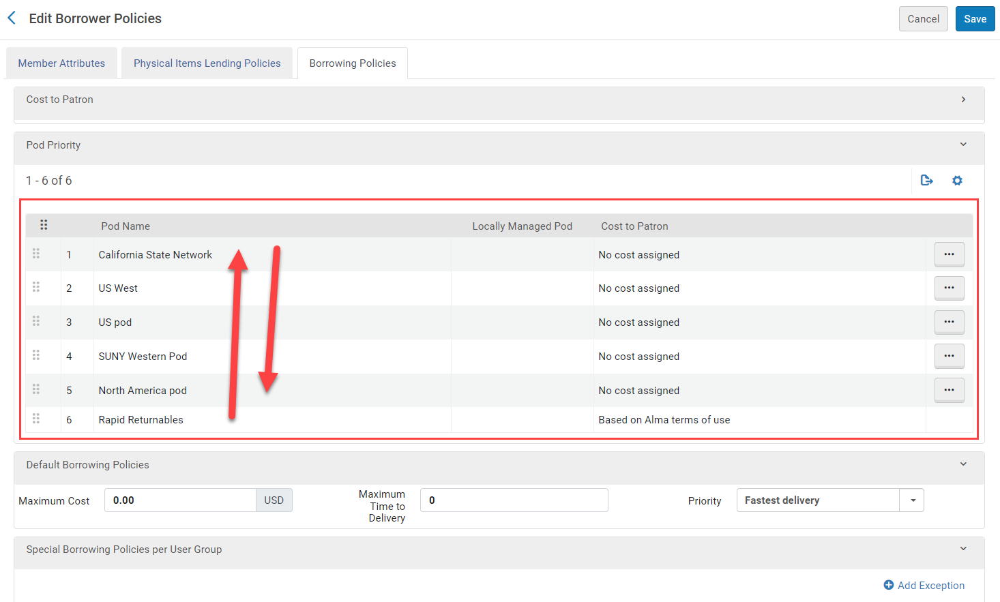 Edit Borrower Policies
Cancel
Save
Member Attributes
Physical Items Lending Policies
Borrowing Policies
Cost to Patron
Pod Priority
1 - 6 of 6
Pod Name
Locally Managed Pod
Cost to Patron
1 California State Network No cost assigned
2 US West No cost assigned
3 US pod No cost assigned
4 SUNY Western Pod No cost assigned
5 North America pod No cost assigned
6 Rapid Returnables Based on Alma terms of use
Default Borrowing Policies
Maximum Cost
0.00
USD
Maximum
Time to
Delivery
0
Priority
Fastest delivery
Special Borrowing Policies per User Group
Add Exception